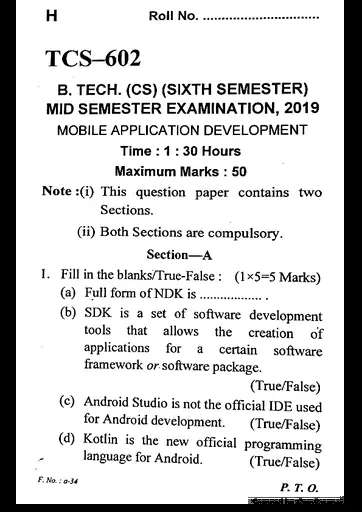 H Roll No. ................................
TCS–602
B. TECH. (CS) (SIXTH SEMESTER)
MID SEMESTER EXAMINATION, 2019
MOBILE APPLICATION DEVELOPMENT
Time : 1 : 30 Hours
Maximum Marks : 50
Note :(i) This question paper contains two
Sections.
(ii) Both Sections are compulsory.
Section—A
1. Fill in the blanks/True-False : (1×5=5 Marks)
(a) Full form of NDK is ................... .
(b) SDK is a set of software development
tools that allows the creation of
applications for a certain software
framework or software package.
(True/False)
(c) Android Studio is not the official IDE used
for Android development. (True/False)
(d) Kotlin is the new official programming
language for Android. (True/False)
F. No. : a-34
P. T. O.